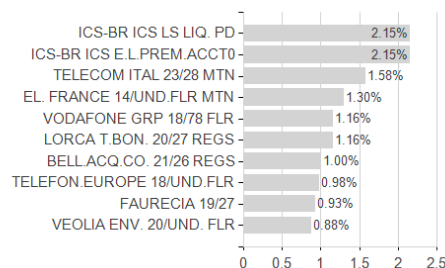 ICS-BR ICS LS LIQ. PD 2.15%
ICS-BR ICS E.L.PREM.ACCT0 2.15%
TELECOM ITAL 23/28 MTN 1.58%
EL. FRANCE 14/UND.FLR MTN 1.30%
VODAFONE GRP 18/78 FLR 1.16%
LORCA T.BON. 20/27 REGS 1.16%
BELL.ACQ.CO. 21/26 REGS 1.00%
TELEFON.EUROPE 18/UND.FLR 0.98%
FAURECIA 19/27 0.93%
VEOLIA ENV. 20/UND. FLR 0.88%
0 0.5 1 1.5 2 2.5